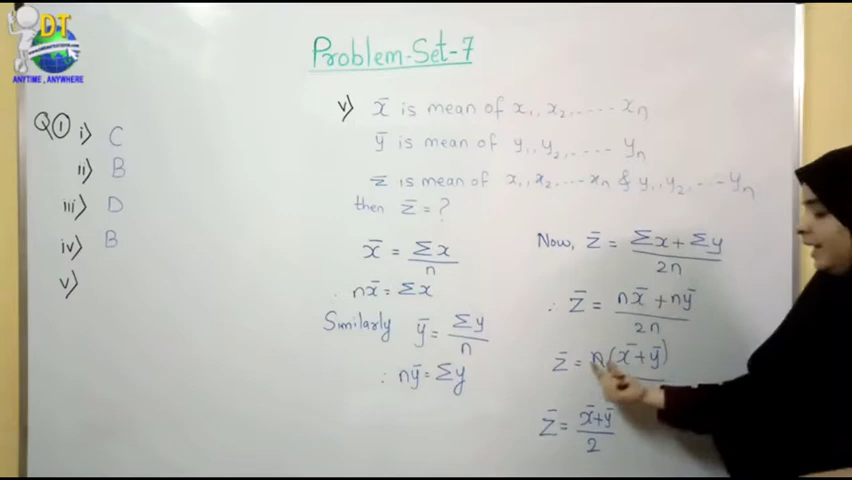 DT
ANYTIME , ANYWHERE
Problem-Set-7
Q① i) C
ii) B
iii) D
iv) B
v)
v) x̄ is mean of x₁, x₂, ..... xₙ
ȳ is mean of y₁, y₂, ..... yₙ
z̄ is mean of x₁, x₂, ... xₙ & y₁, y₂, ... yₙ
then z̄ = ?
x̄ = Σx / n
∴ nx̄ = Σx
Similarly ȳ = Σy / n
∴ nȳ = Σy
Now, z̄ = Σx + Σy / 2n
∴ z̄ = nx̄ + nȳ / 2n
z̄ = n(x̄ + ȳ)
z̄ = x̄+ȳ / 2